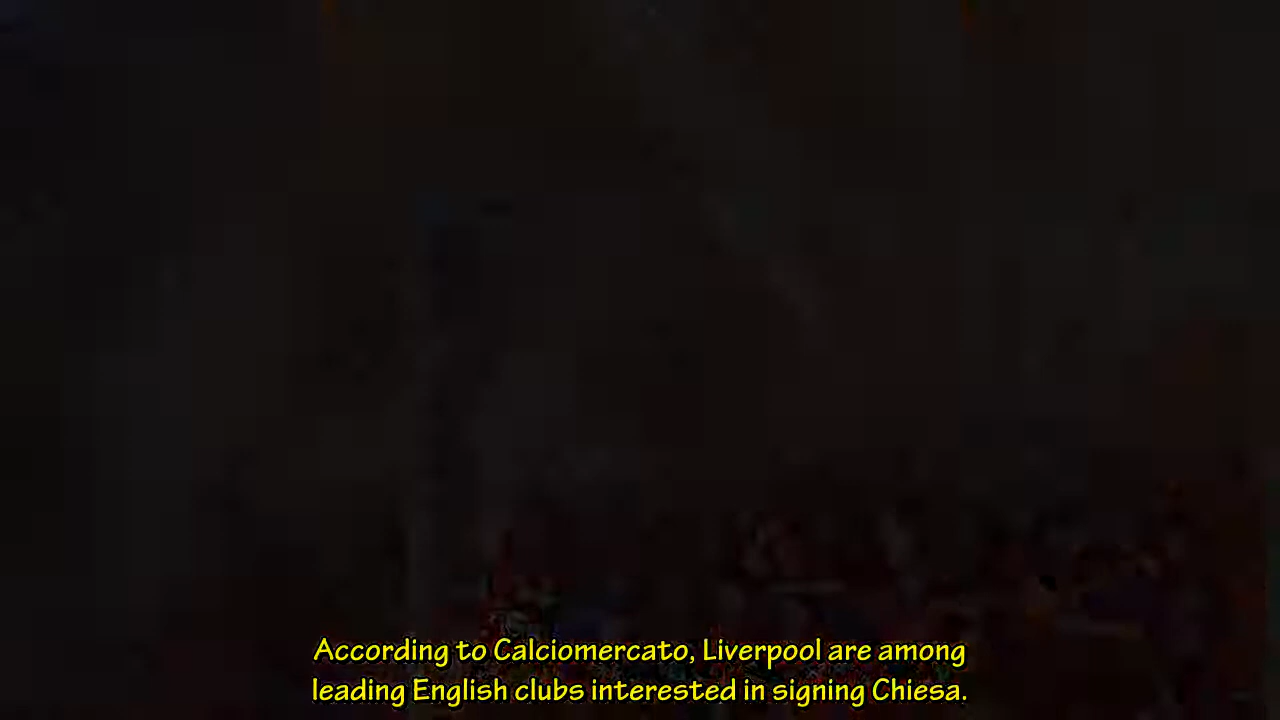 According to Calciomercato, Liverpool are among
leading English clubs interested in signing Chiesa.